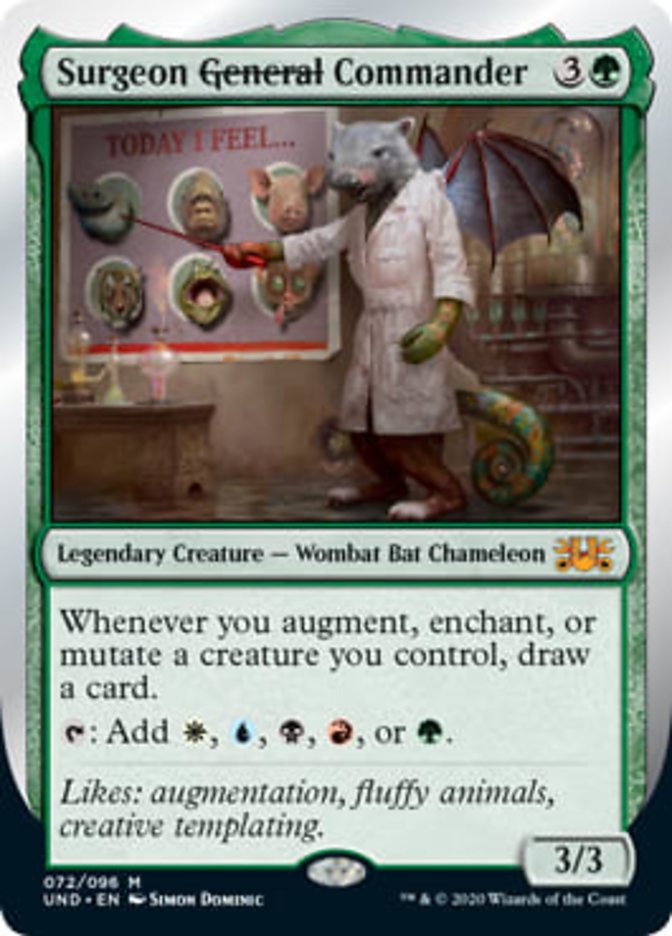 Surgeon General Commander 3
TODAY I FEEL...
Legendary Creature — Wombat Bat Chameleon
Whenever you augment, enchant, or
mutate a creature you control, draw
a card.
: Add , , , , or .
Likes: augmentation, fluffy animals,
creative templating.
3/3
072/096 M
UND • EN Simon Dominic
™ & © 2020 Wizards of the Coast